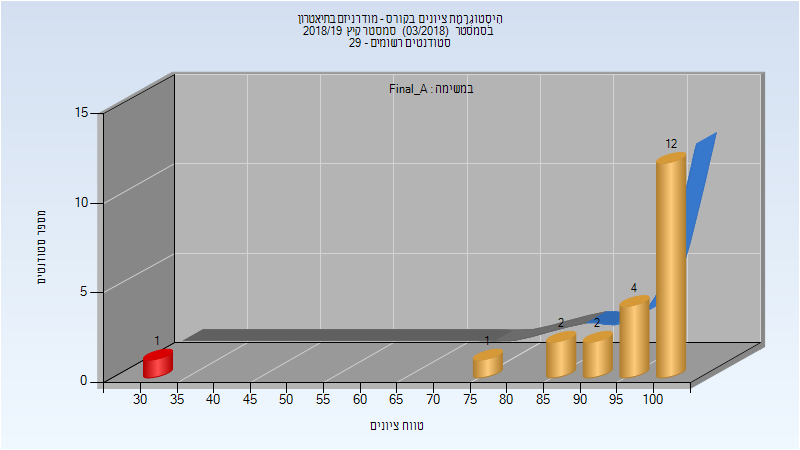 היסטוגרמת ציונים בקורס - מודרניזם בתיאטרון
בסמסטר (03/2018) סמסטר קיץ 2018/19
סטודנטים רשומים - 29
במשימה : Final_A
15
10
5
0
מספר סטודנטים
1
1
2
2
4
12
30 35 40 45 50 55 60 65 70 75 80 85 90 95 100
טווח ציונים